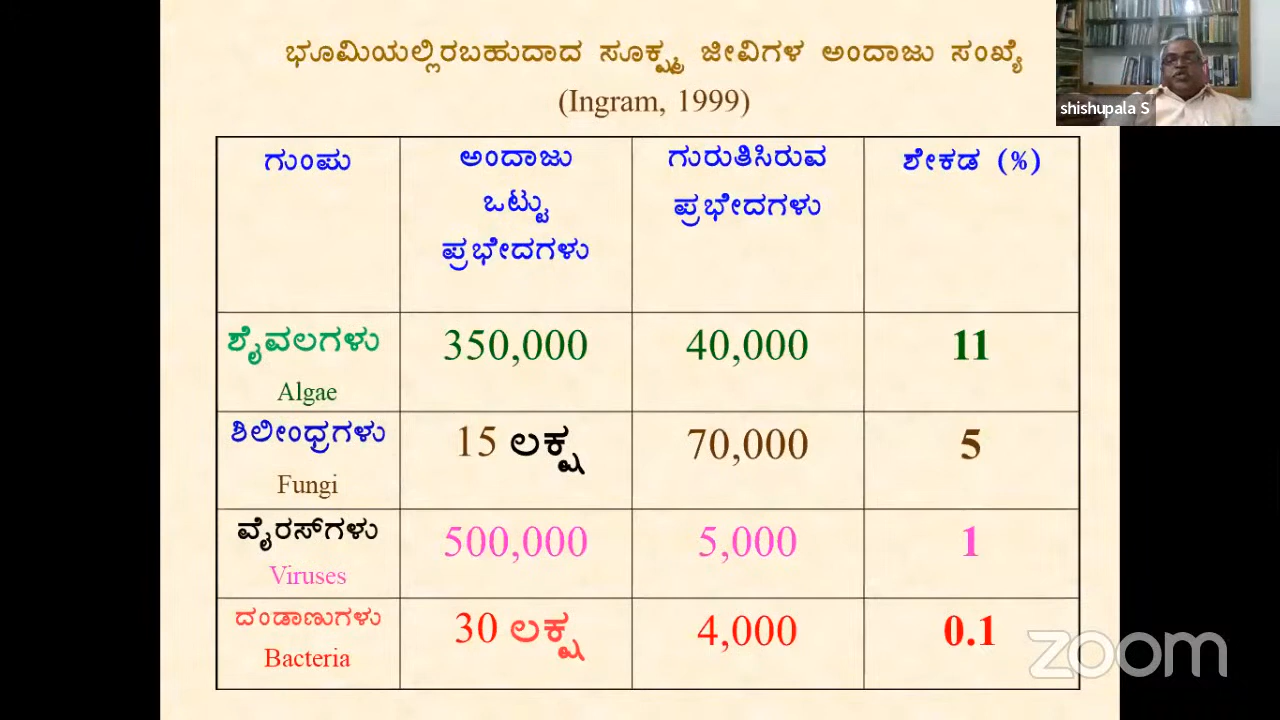 ಭೂಮಿಯಲ್ಲಿರಬಹುದಾದ ಸೂಕ್ಷ್ಮ ಜೀವಿಗಳ ಅಂದಾಜು ಸಂಖ್ಯೆ
(Ingram, 1999)
shishupala S
ಗುಂಪು
ಅಂದಾಜು
ಒಟ್ಟು
ಪ್ರಭೇದಗಳು
ಗುರುತಿಸಿರುವ
ಪ್ರಭೇದಗಳು
ಶೇಕಡ (%)
ಶೈವಲಗಳು
Algae
350,000
40,000
11
ಶಿಲೀಂಧ್ರಗಳು
Fungi
15 ಲಕ್ಷ
70,000
5
ವೈರಸ್‌ಗಳು
Viruses
500,000
5,000
1
ದಂಡಾಣುಗಳು
Bacteria
30 ಲಕ್ಷ
4,000
0.1
zoom